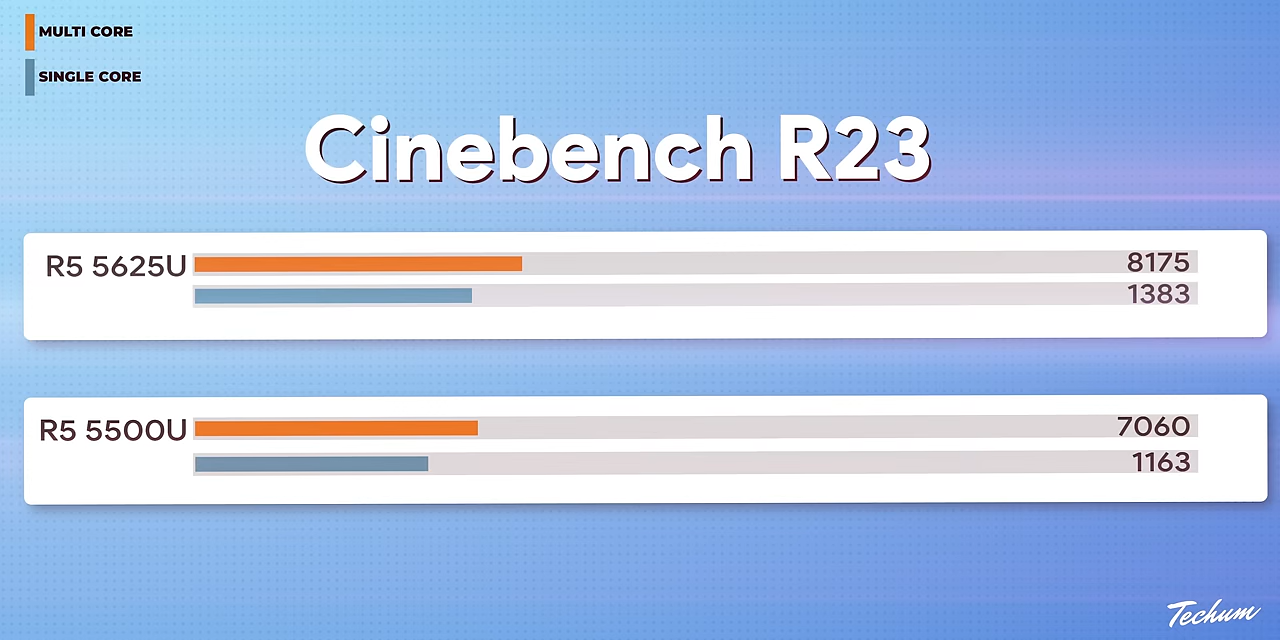 MULTI CORE
SINGLE CORE
Cinebench R23
R5 5625U 8175
1383
R5 5500U 7060
1163
Techum